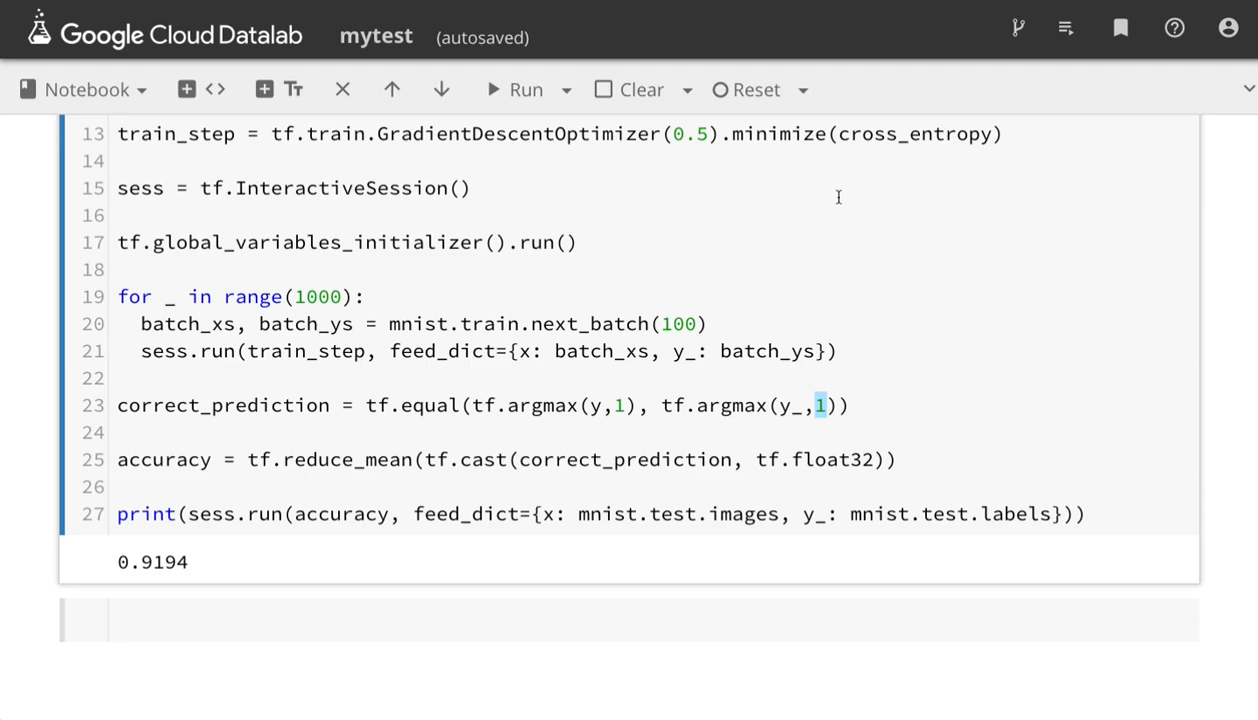 Google Cloud Datalab mytest (autosaved)
Notebook Tt Run Clear Reset
13 train_step = tf.train.GradientDescentOptimizer(0.5).minimize(cross_entropy)
14
15 sess = tf.InteractiveSession()
16
17 tf.global_variables_initializer().run()
18
19 for _ in range(1000):
20   batch_xs, batch_ys = mnist.train.next_batch(100)
21   sess.run(train_step, feed_dict={x: batch_xs, y_: batch_ys})
22
23 correct_prediction = tf.equal(tf.argmax(y,1), tf.argmax(y_,1))
24
25 accuracy = tf.reduce_mean(tf.cast(correct_prediction, tf.float32))
26
27 print(sess.run(accuracy, feed_dict={x: mnist.test.images, y_: mnist.test.labels}))
0.9194